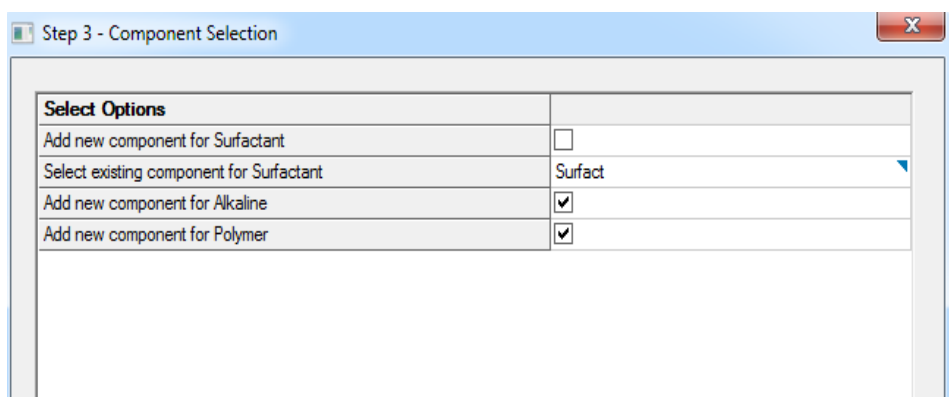 Step 3 - Component Selection
Select Options
Add new component for Surfactant
Select existing component for Surfactant Surfact
Add new component for Alkaline
Add new component for Polymer